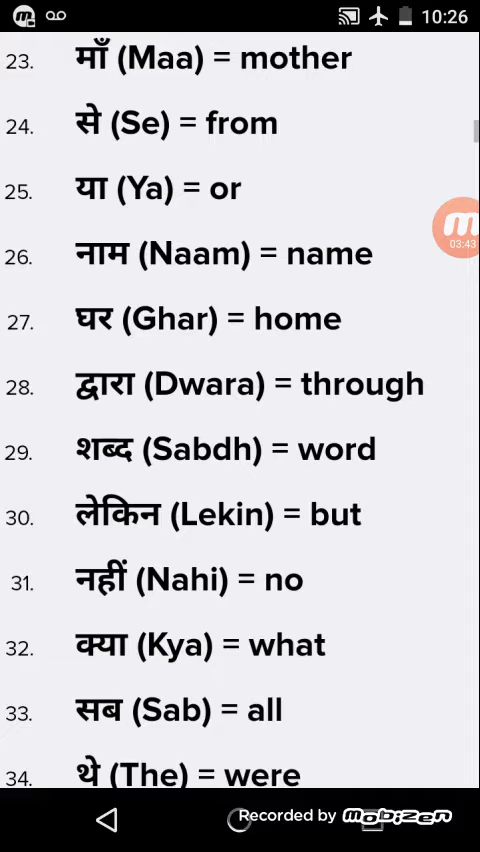 10:26
23. माँ (Maa) = mother
24. से (Se) = from
25. या (Ya) = or
03:43
26. नाम (Naam) = name
27. घर (Ghar) = home
28. द्वारा (Dwara) = through
29. शब्द (Sabdh) = word
30. लेकिन (Lekin) = but
31. नहीं (Nahi) = no
32. क्या (Kya) = what
33. सब (Sab) = all
34. थे (The) = were
Recorded by Mobizen